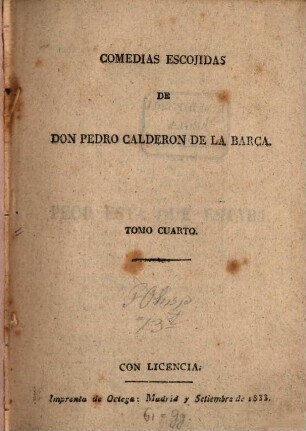 COMEDIAS ESCOJIDAS
DE
DON PEDRO CALDERON DE LA BARCA.
TOMO CUARTO.
CON LICENCIA:
Imprenta de Ortega: Madrid y Setiembre de 1833.